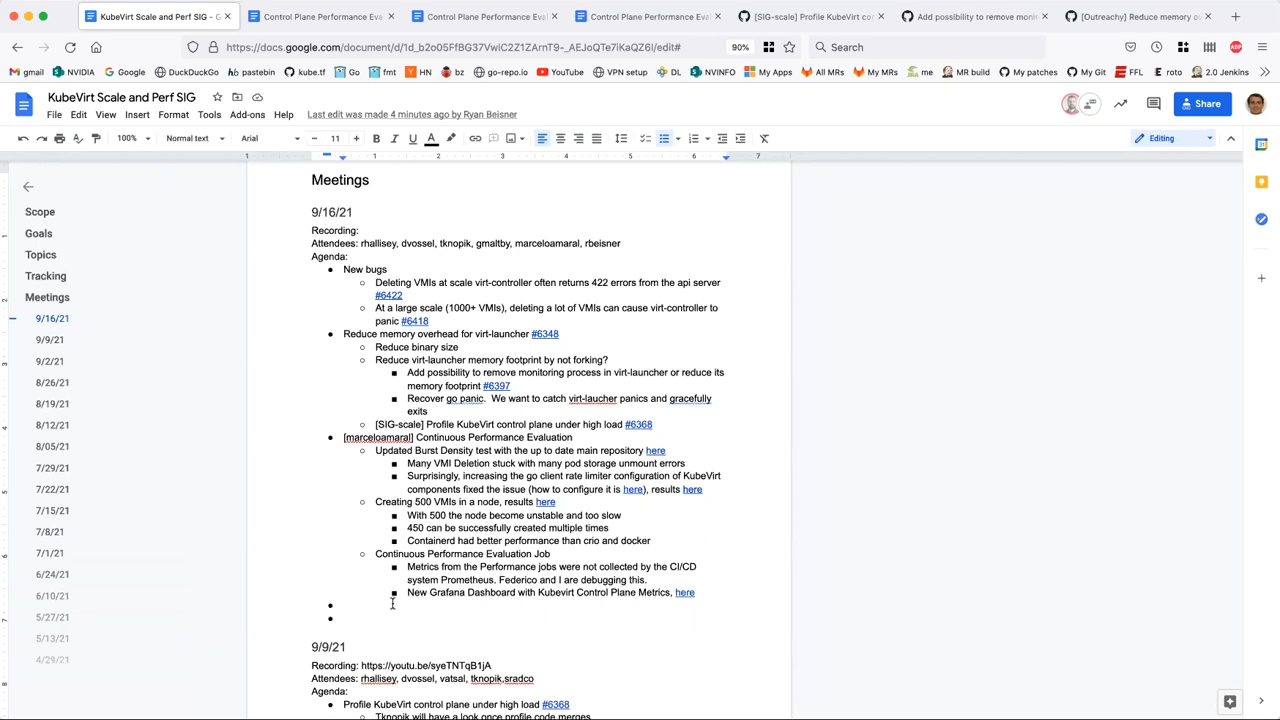 KubeVirt Scale and Perf SIG - G
Control Plane Performance Eva
Control Plane Performance Eva
Control Plane Performance Eval
[SIG-scale] Profile KubeVirt con
Add possibility to remove moni
[Outreachy] Reduce memory ov
https://docs.google.com/document/d/1d_b2o05FfBG37VwiC2Z1ZArnT9-_AEJoQTe7iKaQZ6I/edit#
90%
Search
gmail
NVIDIA
Google
DuckDuckGo
pastebin
kube.tf
Go
fmt
HN
bz
go-repo.io
YouTube
VPN setup
DL
NVINFO
My Apps
All MRs
My MRs
me
MR build
My patches
My Git
FFL
roto
2.0 Jenkins
KubeVirt Scale and Perf SIG
File Edit View Insert Format Tools Add-ons Help
Last edit was made 4 minutes ago by Ryan Beisner
Share
100%
Normal text
Arial
11
Editing
Scope
Goals
Topics
Tracking
Meetings
9/16/21
9/9/21
9/2/21
8/26/21
8/19/21
8/12/21
8/05/21
7/29/21
7/22/21
7/15/21
7/8/21
7/1/21
6/24/21
6/10/21
5/27/21
5/13/21
4/29/21
Meetings
9/16/21
Recording:
Attendees: rhallisey, dvossel, tknopik, gmaltby, marceloamaral, rbeisner
Agenda:
New bugs
Deleting VMIs at scale virt-controller often returns 422 errors from the api server
#6422
At a large scale (1000+ VMIs), deleting a lot of VMIs can cause virt-controller to
panic #6418
Reduce memory overhead for virt-launcher #6348
Reduce binary size
Reduce virt-launcher memory footprint by not forking?
Add possibility to remove monitoring process in virt-launcher or reduce its
memory footprint #6397
Recover go panic. We want to catch virt-laucher panics and gracefully
exits
[SIG-scale] Profile KubeVirt control plane under high load #6368
[marceloamaral] Continuous Performance Evaluation
Updated Burst Density test with the up to date main repository here
Many VMI Deletion stuck with many pod storage unmount errors
Surprisingly, increasing the go client rate limiter configuration of KubeVirt
components fixed the issue (how to configure it is here), results here
Creating 500 VMIs in a node, results here
With 500 the node become unstable and too slow
450 can be successfully created multiple times
Containerd had better performance than crio and docker
Continuous Performance Evaluation Job
Metrics from the Performance jobs were not collected by the CI/CD
system Prometheus. Federico and I are debugging this.
New Grafana Dashboard with Kubevirt Control Plane Metrics, here
9/9/21
Recording: https://youtu.be/syeTNTqB1jA
Attendees: rhallisey, dvossel, vatsal, tknopik,sradco
Agenda:
Profile KubeVirt control plane under high load #6368
Tknopik will have a look once profile code merges